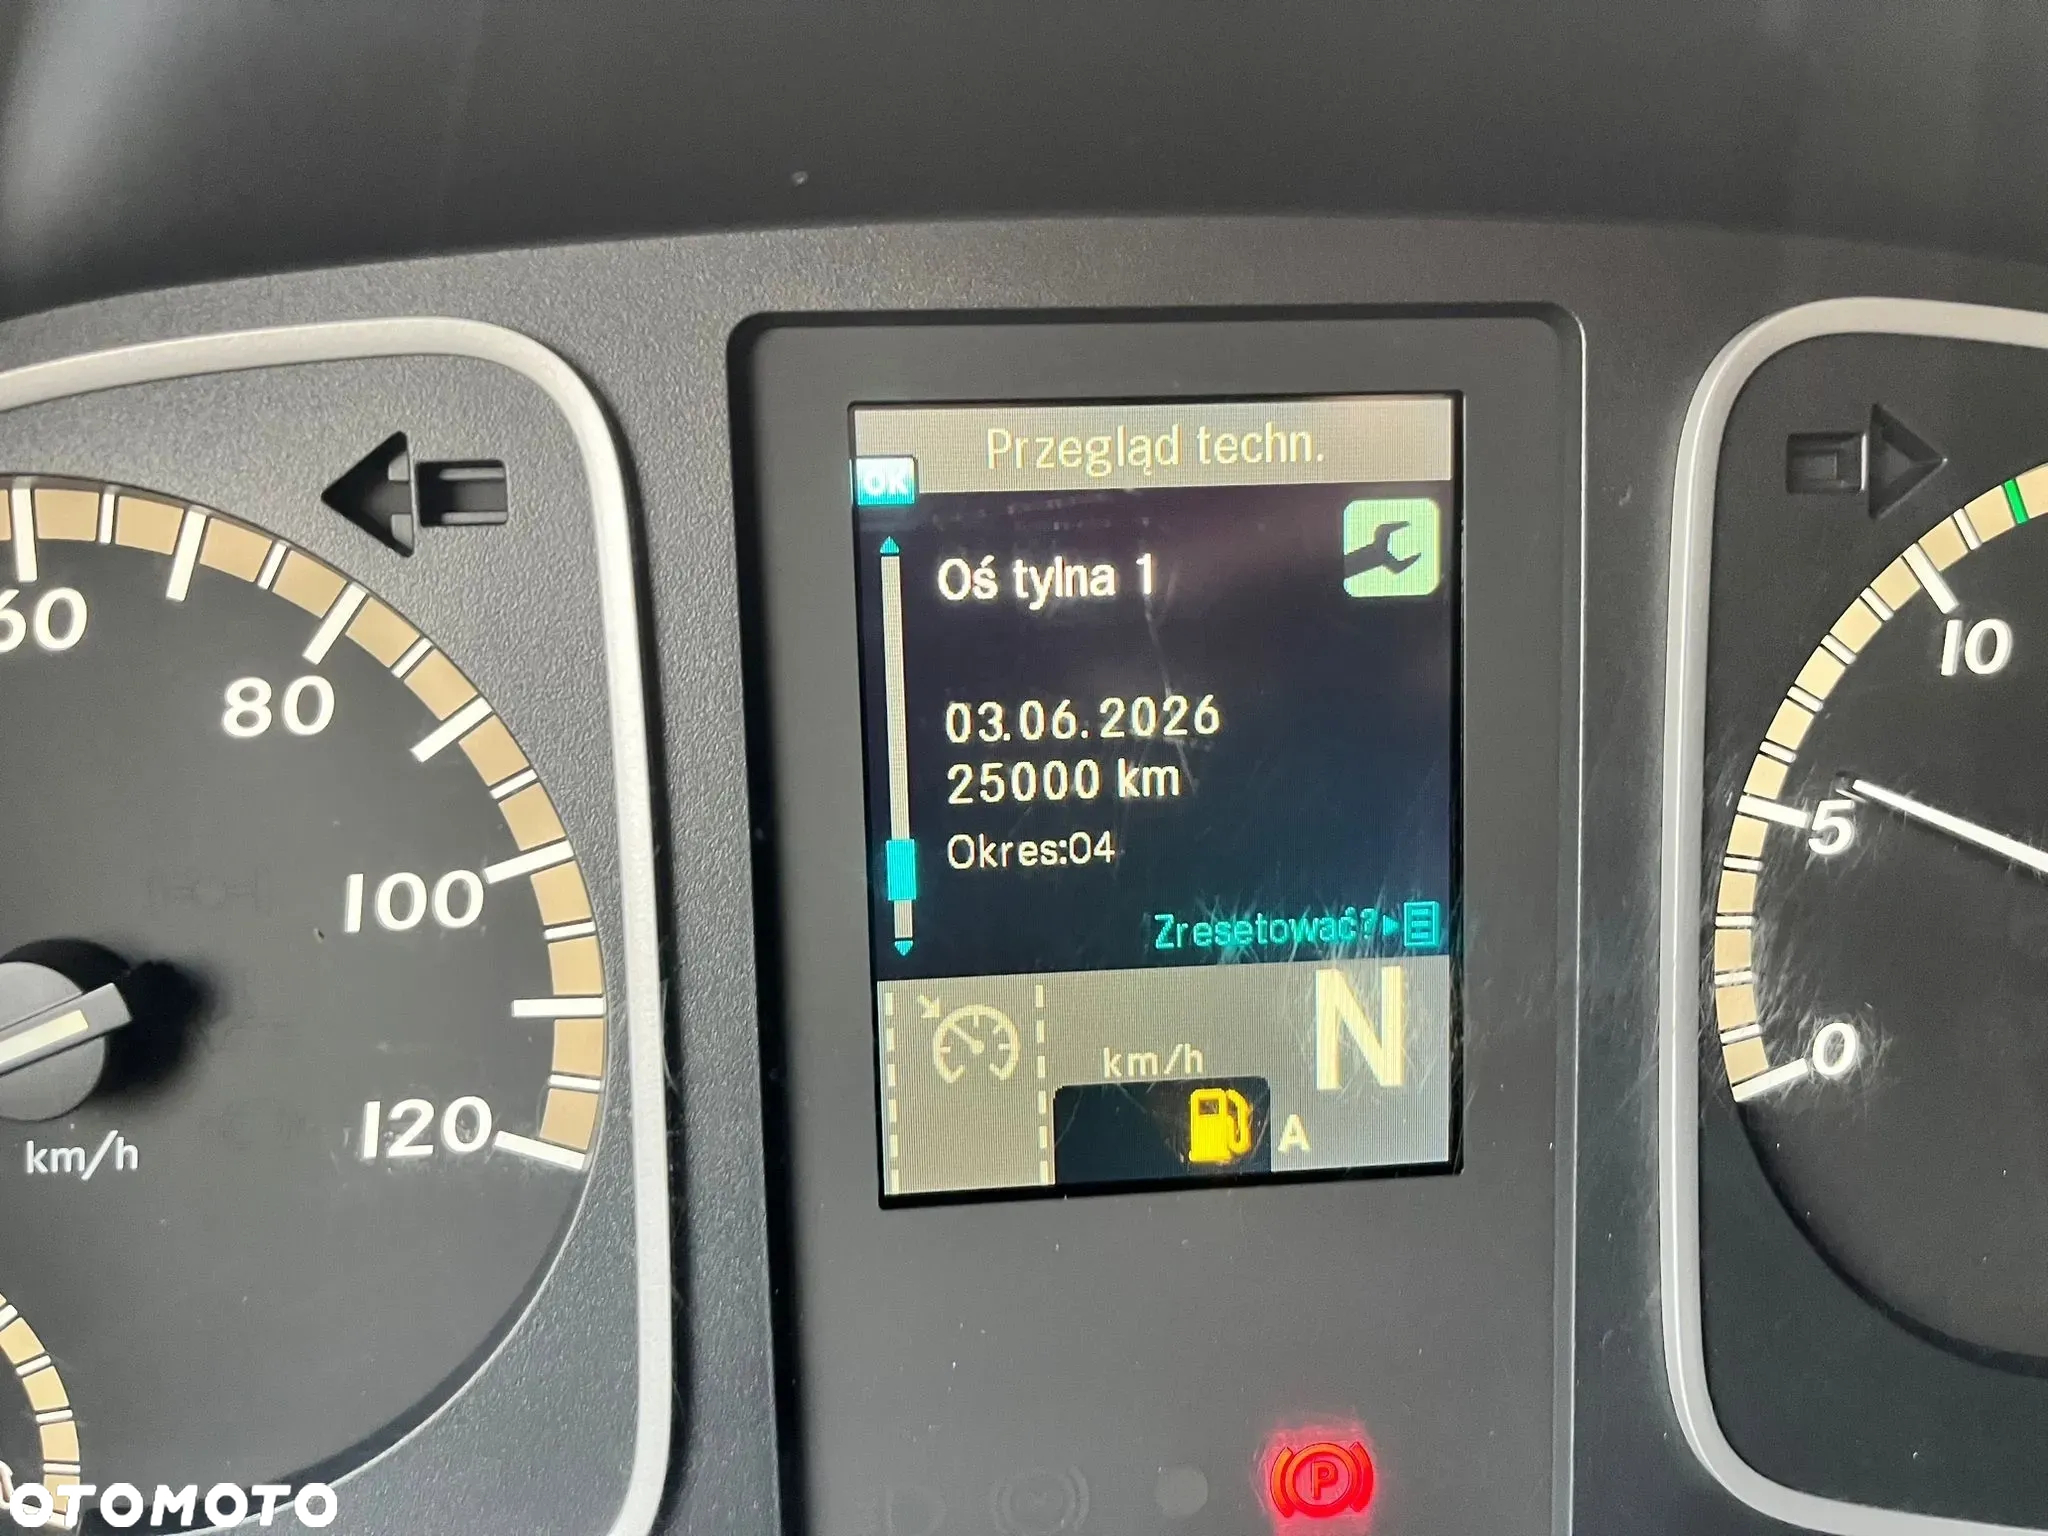 Przegląd techn.
OK
Oś tylna 1
03.06.2026
25000 km
Okres:04
Zresetować?
km/h
N
A
60
80
100
120
km/h
10
5
0
P
OTOMOTO